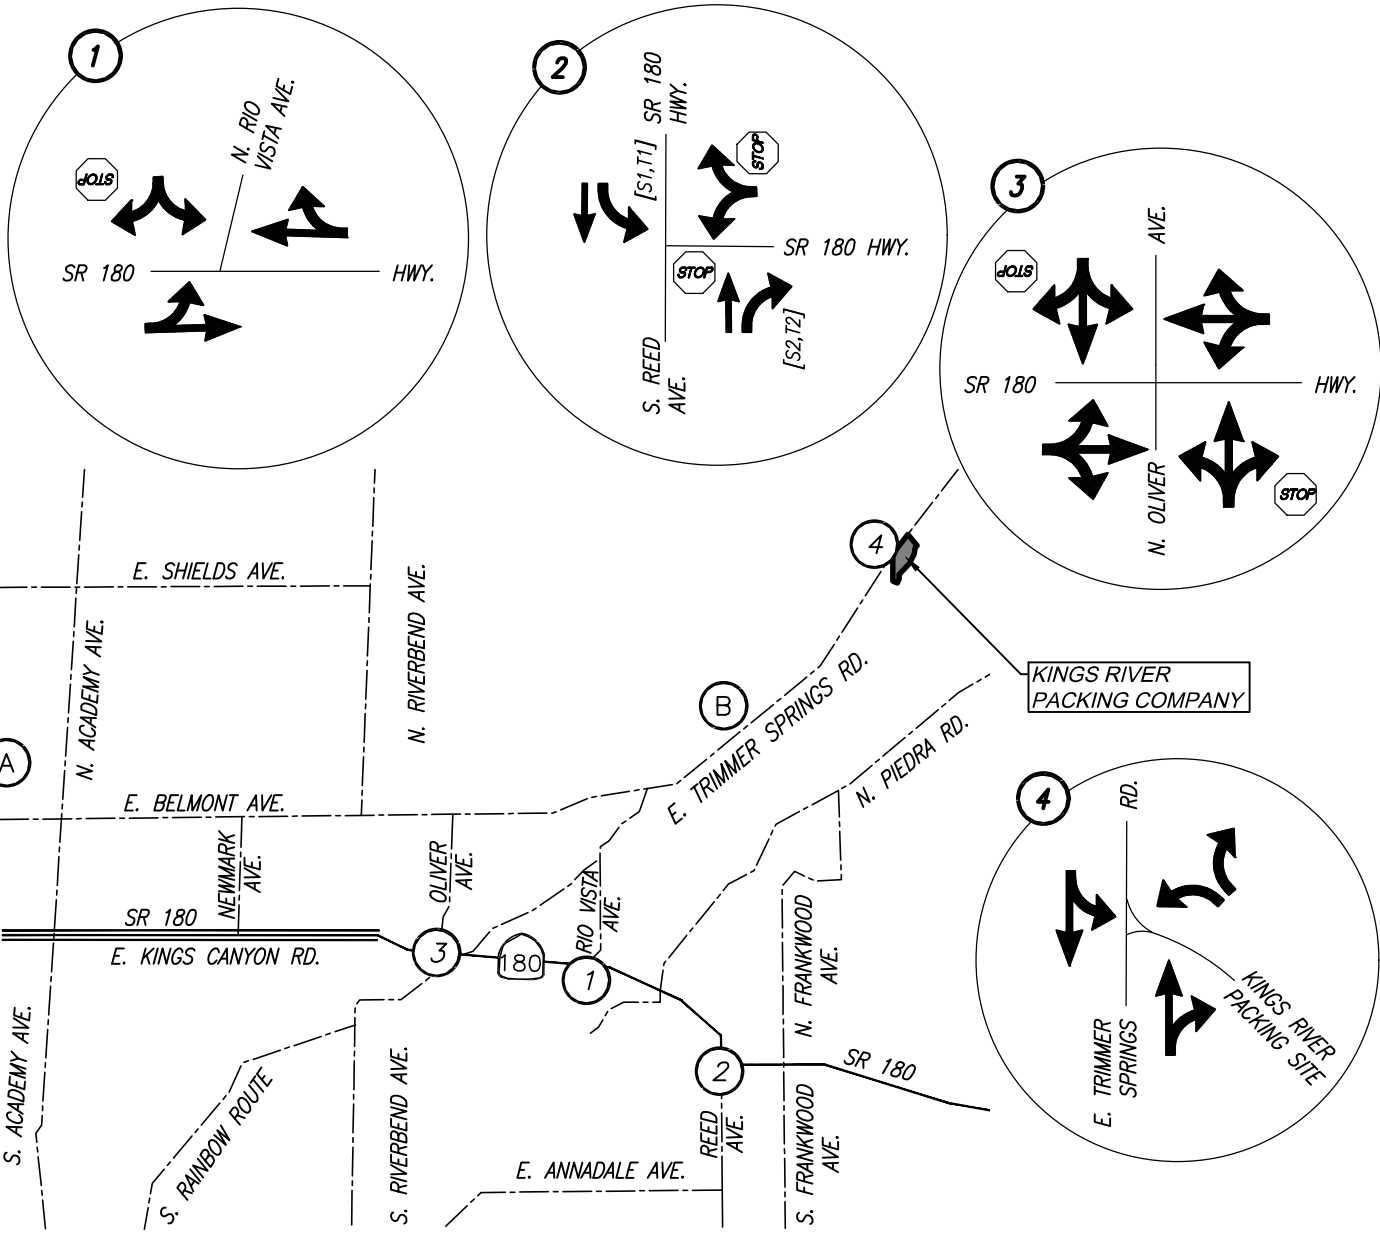 1
N. RIO
VISTA AVE.
STOP
SR 180
HWY.
2
SR 180
HWY.
[S1,T1]
STOP
SR 180 HWY.
STOP
[S2,T2]
S. REED
AVE.
3
AVE.
STOP
SR 180
HWY.
N. OLIVER
STOP
4
E. SHIELDS AVE.
N. ACADEMY AVE.
N. RIVERBEND AVE.
KINGS RIVER
PACKING COMPANY
A
B
E. TRIMMER SPRINGS RD.
N. PIEDRA RD.
E. BELMONT AVE.
NEWMARK
AVE.
OLIVER
AVE.
RIO VISTA
AVE.
SR 180
E. KINGS CANYON RD.
3
180
1
N. FRANKWOOD
AVE.
2
SR 180
S. ACADEMY AVE.
S. RAINBOW ROUTE
S. RIVERBEND AVE.
REED
AVE.
S. FRANKWOOD
AVE.
E. ANNADALE AVE.
4
RD.
E. TRIMMER
SPRINGS
KINGS RIVER
PACKING SITE